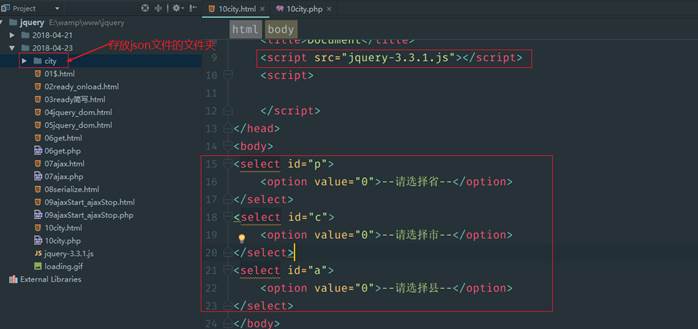 Project
10city.html
10city.php
jquery E:\wamp\www\jquery
html body
2018-04-21
2018-04-23
存放json文件的文件夹
city
01$.html
02ready_onload.html
03ready简写.html
04jquery_dom.html
05jquery_dom.html
06get.html
06get.php
07ajax.html
07ajax.php
08serialize.html
09ajaxStart_ajaxStop.html
09ajaxStart_ajaxStop.php
10city.html
10city.php
jquery-3.3.1.js
loading.gif
External Libraries
<title>Document</title>
9 <script src="jquery-3.3.1.js"></script>
10 <script>
11
12 </script>
13 </head>
14 <body>
15 <select id="p">
16 <option value="0">--请选择省--</option>
17 </select>
18 <select id="c">
19 <option value="0">--请选择市--</option>
20 </select>
21 <select id="a">
22 <option value="0">--请选择县--</option>
23 </select>
24 </body>